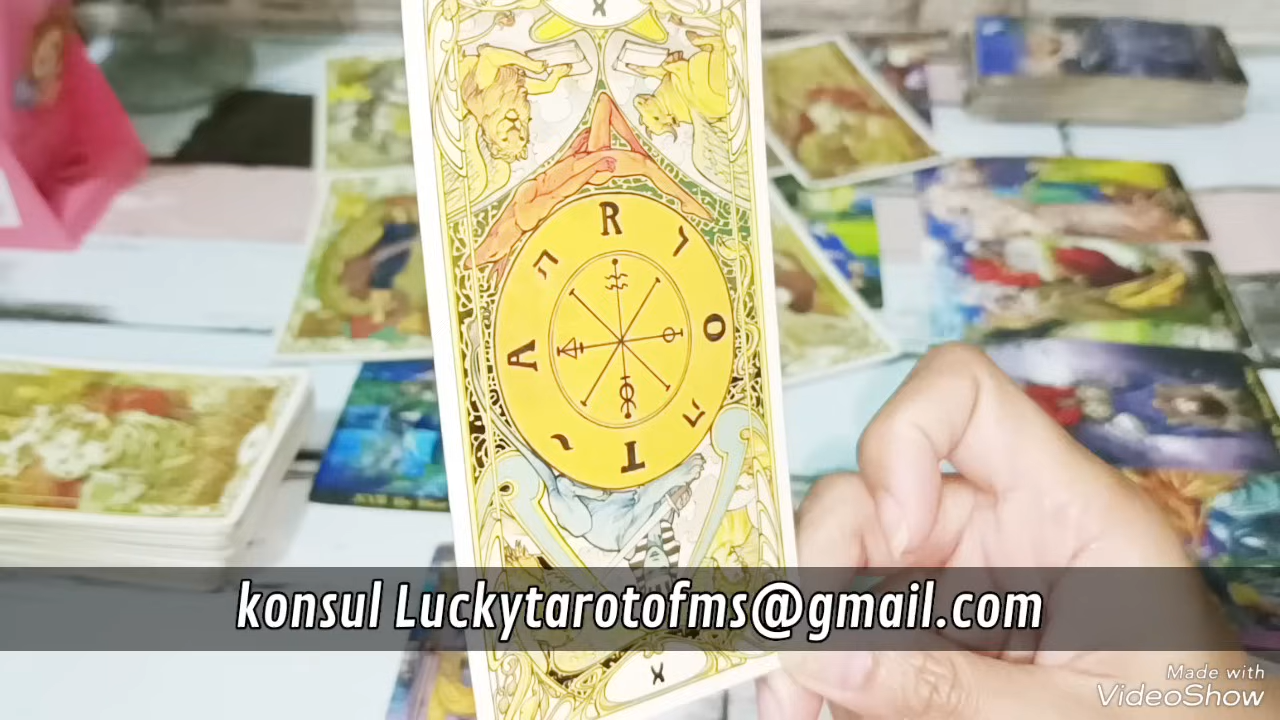 X
R
ה ו
A O
י ה
T
konsul Luckytarotofms@gmail.com
X
Made with
VideoShow